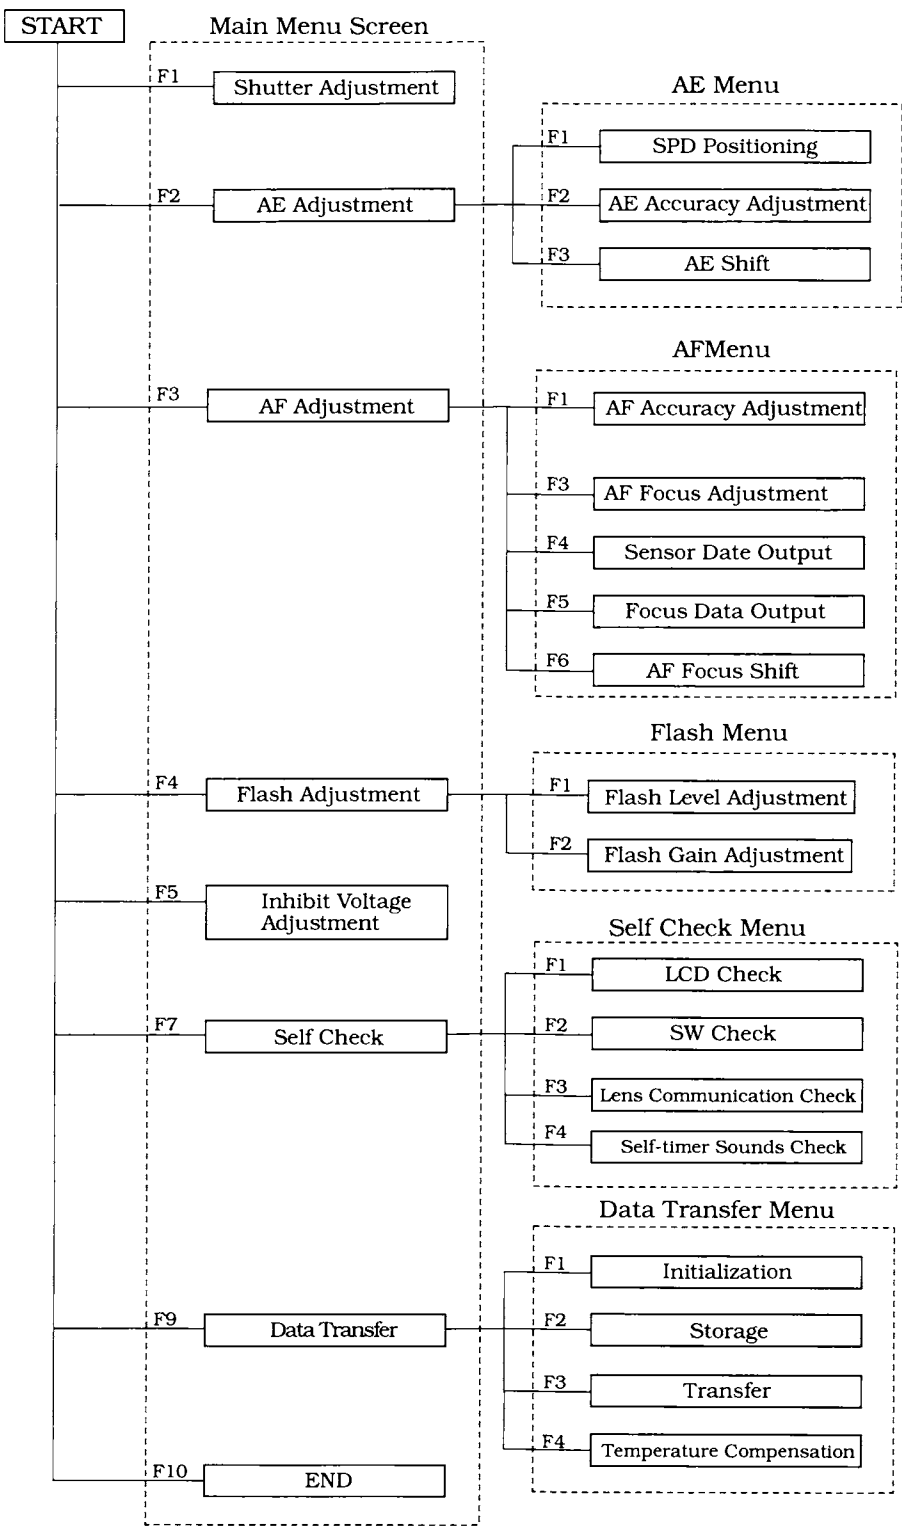 START
Main Menu Screen
F1
Shutter Adjustment
AE Menu
F1
SPD Positioning
F2
AE Adjustment
F2
AE Accuracy Adjustment
F3
AE Shift
AFMenu
F3
AF Adjustment
F1
AF Accuracy Adjustment
F3
AF Focus Adjustment
F4
Sensor Date Output
F5
Focus Data Output
F6
AF Focus Shift
Flash Menu
F4
Flash Adjustment
F1
Flash Level Adjustment
F2
Flash Gain Adjustment
F5
Inhibit Voltage
Adjustment
Self Check Menu
F1
LCD Check
F7
Self Check
F2
SW Check
F3
Lens Communication Check
F4
Self-timer Sounds Check
Data Transfer Menu
F1
Initialization
F9
Data Transfer
F2
Storage
F3
Transfer
F4
Temperature Compensation
F10
END